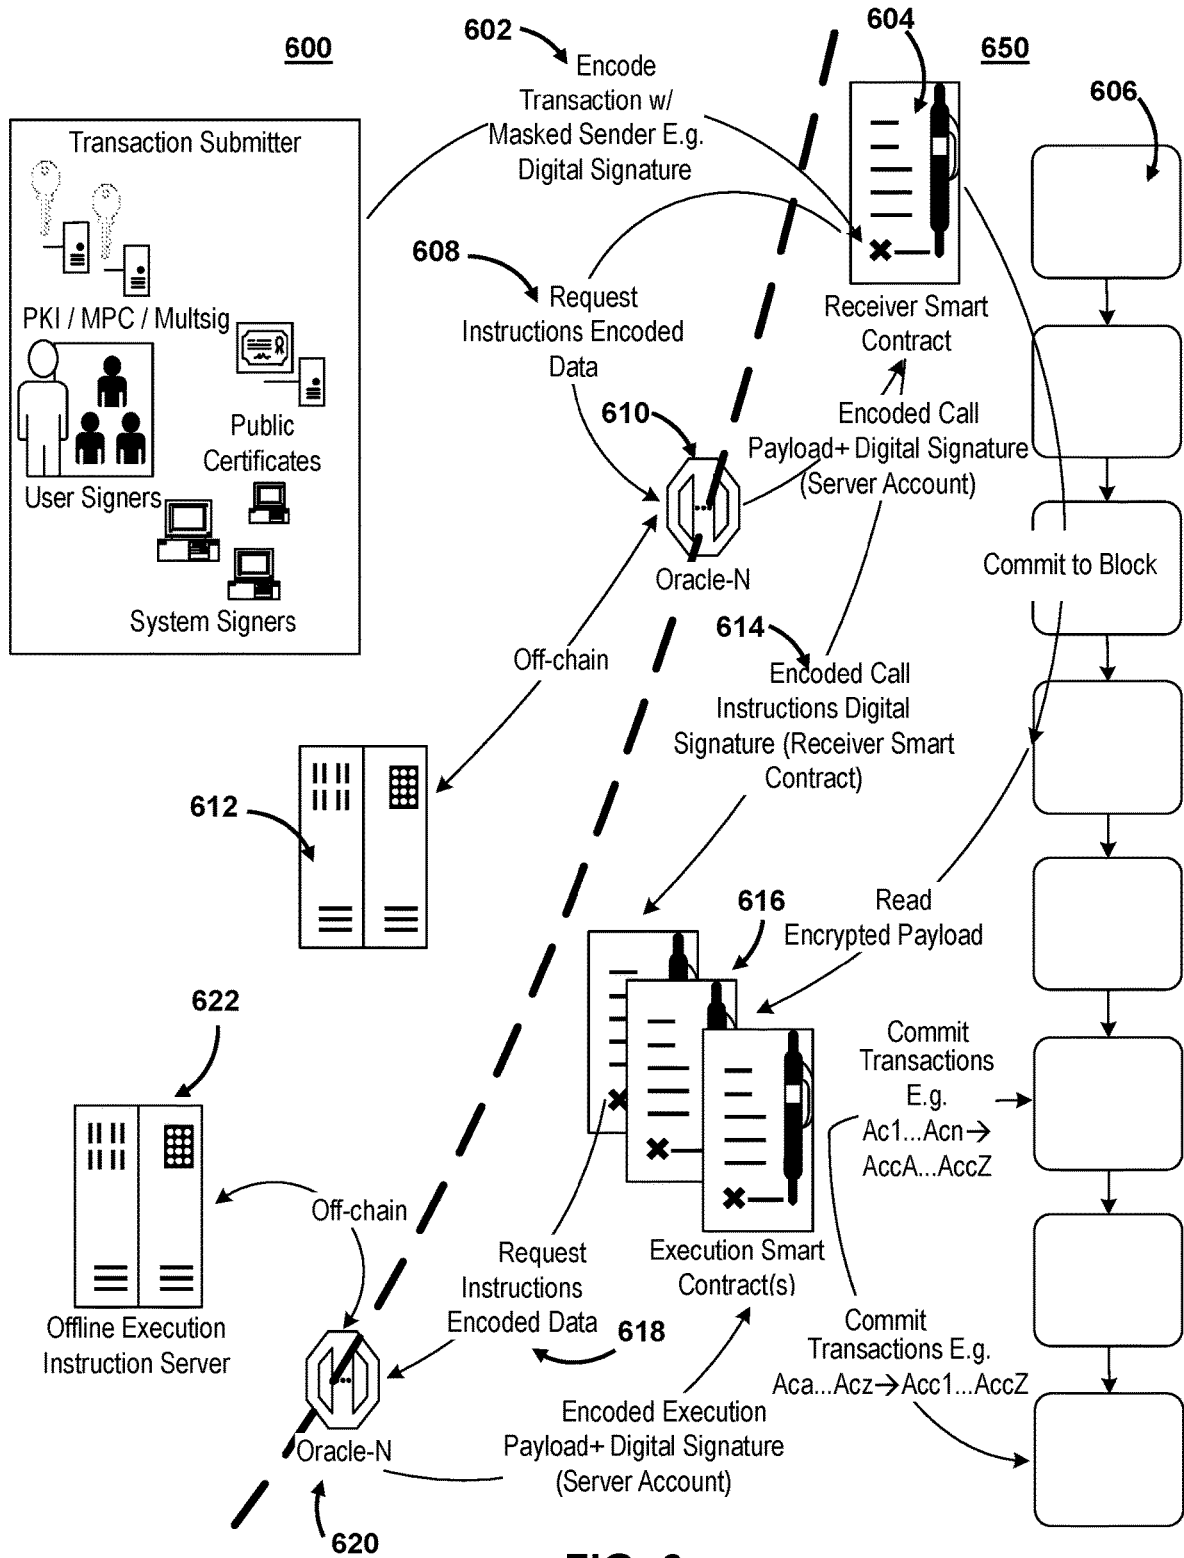 600
602
604
650
606
Encode
Transaction w/
Masked Sender E.g.
Digital Signature
Transaction Submitter
PKI / MPC / Multsig
Public
Certificates
User Signers
System Signers
608
Request
Instructions Encoded
Data
Receiver Smart
Contract
610
Encoded Call
Payload+ Digital Signature
(Server Account)
Oracle-N
Commit to Block
614
Off-chain
Encoded Call
Instructions Digital
Signature (Receiver Smart
Contract)
612
616
Read
Encrypted Payload
622
Commit
Transactions
E.g.
Ac1...Acn→
AccA...AccZ
Off-chain
Request
Instructions
Encoded Data
Execution Smart
Contract(s)
618
Offline Execution
Instruction Server
Commit
Transactions E.g.
Aca...Acz→Acc1...AccZ
Oracle-N
Encoded Execution
Payload+ Digital Signature
(Server Account)
620